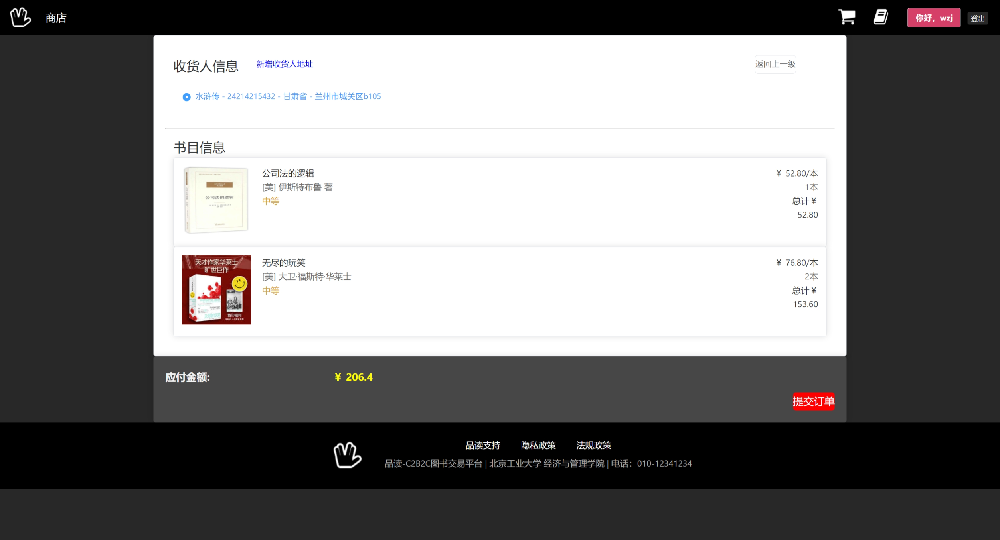 商店
你好，wzj
登出
收货人信息
新增收货人地址
返回上一级
水浒传 - 24214215432 - 甘肃省 - 兰州市城关区b105
书目信息
公司法的逻辑
公司法的逻辑
[美] 伊斯特布鲁 著
中等
¥ 52.80/本
1本
总计 ¥
52.80
天才作家华莱士
旷世巨作
无尽的玩笑
首印福利
无尽的玩笑
[美] 大卫·福斯特·华莱士
中等
¥ 76.80/本
2本
总计 ¥
153.60
应付金额:
¥ 206.4
提交订单
品读支持
隐私政策
法规政策
品读-C2B2C图书交易平台 | 北京工业大学 经济与管理学院 | 电话：010-12341234